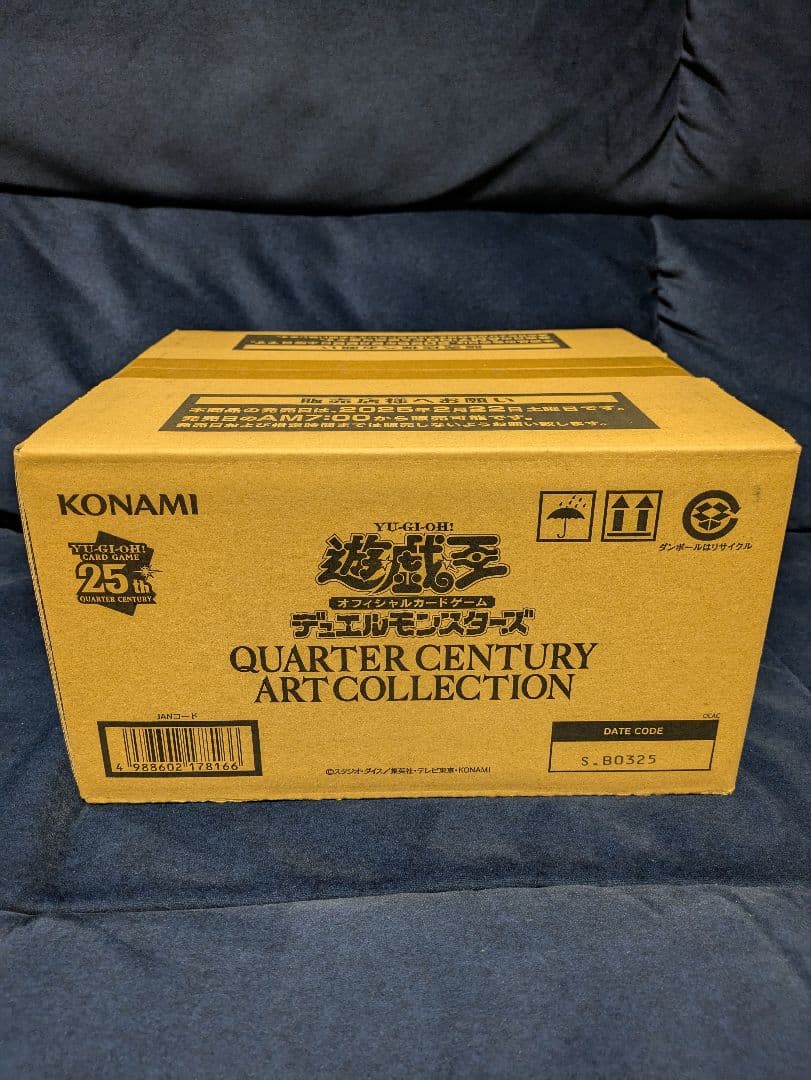 販売店様へお願い
本商品の発売日は、2025年2月22日土曜日です。
発売日のAM7:00から販売可能です。
発売日および指定時間までは販売しないようお願い致します。
KONAMI
YU-GI-OH!
CARD GAME
25th
QUARTER CENTURY
YU-GI-OH!
遊戯王
オフィシャルカードゲーム
デュエルモンスターズ
QUARTER CENTURY
ART COLLECTION
ダンボールはリサイクル
JANコード
4 988602 178166
©スタジオ・ダイス/集英社・テレビ東京・KONAMI
QCAC
DATE CODE
S.B0325